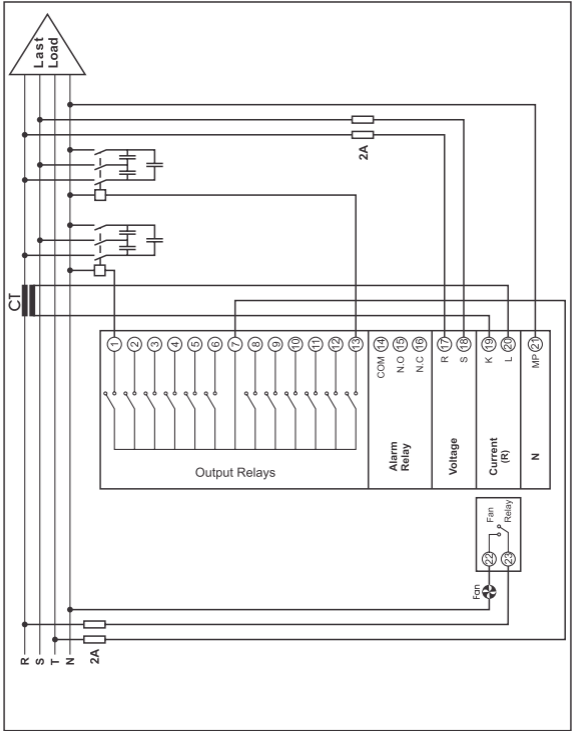 Last
Load
CT
2A
1
2
3
4
5
6
7
8
9
10
11
12
13
14
15
16
17
18
19
20
21
COM
N.O
N.C
R
S
K
L
MP
Output Relays
Alarm
Relay
Voltage
Current
(R)
N
Fan
Relay
22
23
Fan
R
S
T
N
2A